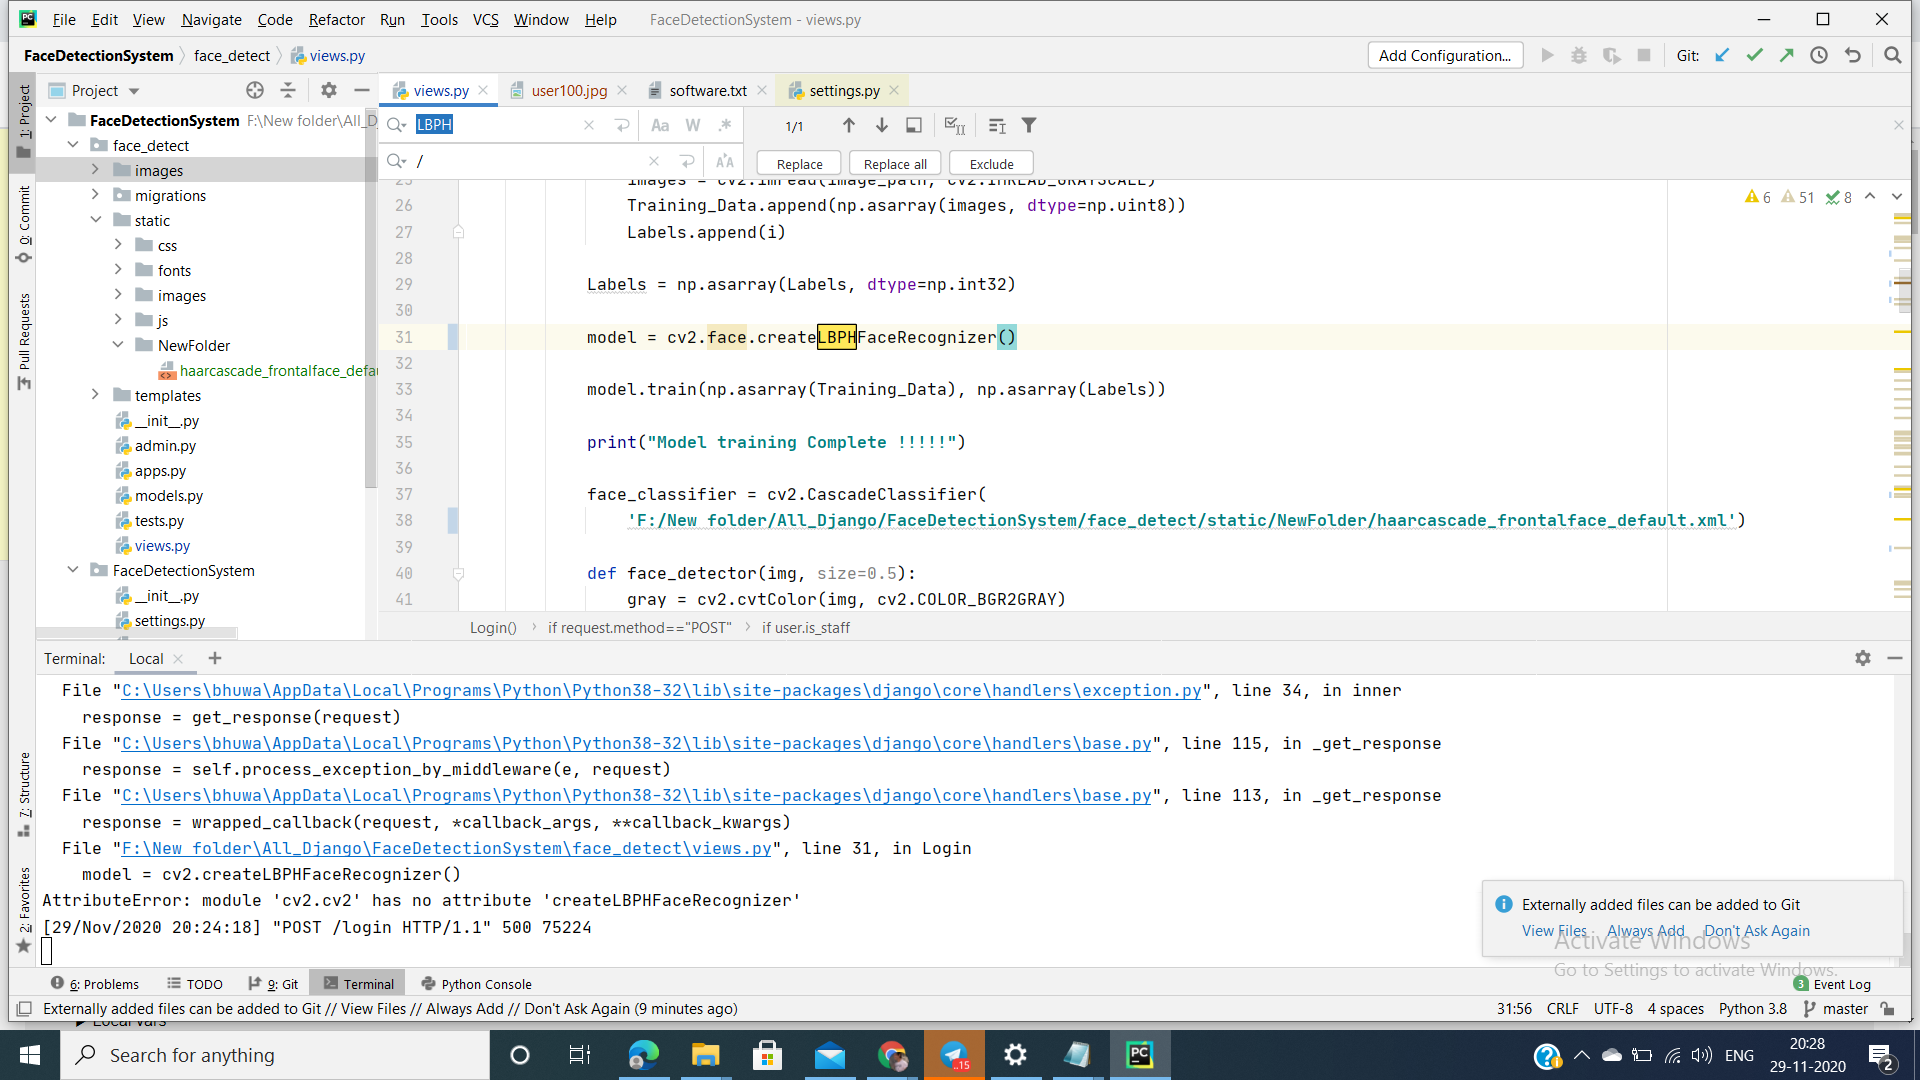 File Edit View Navigate Code Refactor Run Tools VCS Window Help FaceDetectionSystem - views.py
FaceDetectionSystem face_detect views.py Add Configuration... Git:
Project views.py user100.jpg software.txt settings.py
1: Project
0: Commit
Pull Requests
7: Structure
2: Favorites
FaceDetectionSystem F:\New folder\All_D
face_detect
images
migrations
static
css
fonts
images
js
NewFolder
haarcascade_frontalface_defau
templates
__init__.py
admin.py
apps.py
models.py
tests.py
views.py
FaceDetectionSystem
__init__.py
settings.py
LBPH Aa W .* 1/1
/ Replace Replace all Exclude
6 51 8
25 images = cv2.imread(image_path, cv2.IMREAD_GRAYSCALE)
26 Training_Data.append(np.asarray(images, dtype=np.uint8))
27 Labels.append(i)
28
29 Labels = np.asarray(Labels, dtype=np.int32)
30
31 model = cv2.face.createLBPHFaceRecognizer()
32
33 model.train(np.asarray(Training_Data), np.asarray(Labels))
34
35 print("Model training Complete !!!!!")
36
37 face_classifier = cv2.CascadeClassifier(
38 'F:/New folder/All_Django/FaceDetectionSystem/face_detect/static/NewFolder/haarcascade_frontalface_default.xml')
39
40 def face_detector(img, size=0.5):
41 gray = cv2.cvtColor(img, cv2.COLOR_BGR2GRAY)
Login() if request.method=="POST" if user.is_staff
Terminal: Local
File "C:\Users\bhuwa\AppData\Local\Programs\Python\Python38-32\lib\site-packages\django\core\handlers\exception.py", line 34, in inner
response = get_response(request)
File "C:\Users\bhuwa\AppData\Local\Programs\Python\Python38-32\lib\site-packages\django\core\handlers\base.py", line 115, in _get_response
response = self.process_exception_by_middleware(e, request)
File "C:\Users\bhuwa\AppData\Local\Programs\Python\Python38-32\lib\site-packages\django\core\handlers\base.py", line 113, in _get_response
response = wrapped_callback(request, *callback_args, **callback_kwargs)
File "F:\New folder\All_Django\FaceDetectionSystem\face_detect\views.py", line 31, in Login
model = cv2.createLBPHFaceRecognizer()
AttributeError: module 'cv2.cv2' has no attribute 'createLBPHFaceRecognizer'
[29/Nov/2020 20:24:18] "POST /login HTTP/1.1" 500 75224
Externally added files can be added to Git
View Files Always Add Don't Ask Again
Activate Windows
Go to Settings to activate Windows.
6: Problems TODO 9: Git Terminal Python Console 3 Event Log
Externally added files can be added to Git // View Files // Always Add // Don't Ask Again (9 minutes ago) 31:56 CRLF UTF-8 4 spaces Python 3.8 master
Local vars
Search for anything ..15 PC ENG 20:28
29-11-2020 2